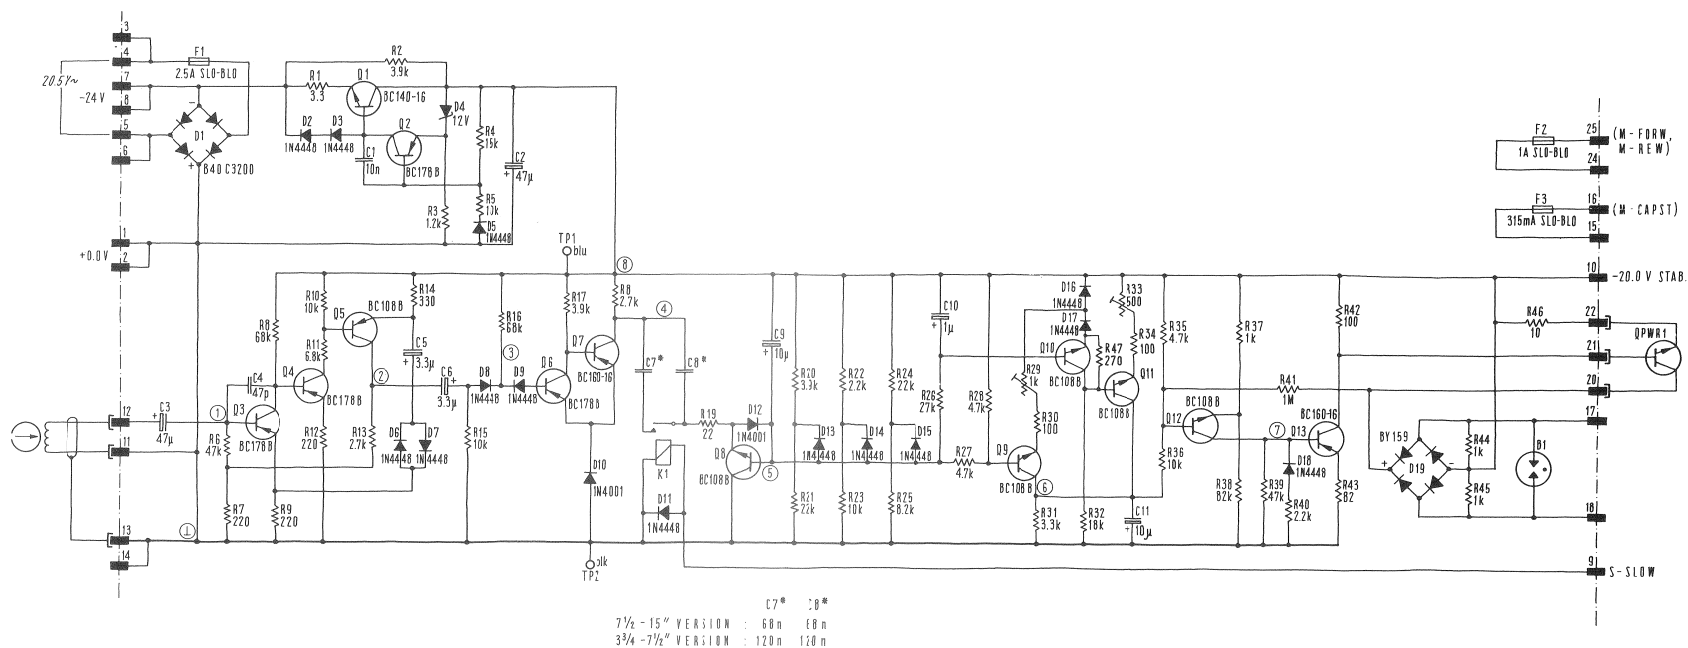 3
4
20.5V~
7
-24V
8
5
6
F1
2.5A SLO-BLO
D1
-
+
B40 C3200
R2
3.9k
R1
3.3
Q1
BC140-16
D2
1N4448
D3
1N4448
Q2
BC178B
C1
10n
D4
12V
R4
15k
C2
+
47µ
R3
1.2k
R5
10k
D5
1N4448
1
+0.0V
2
F2
1A SLO-BLO
25
24
(M-FORW,
M-REW)
F3
315mA SLO-BLO
16
15
(M-CAPST)
10
-20.0 V STAB.
TP1
blu
8
R10
10k
R8
68k
R11
6.8k
Q5
BC108B
R14
330
C5
+
3.3µ
R16
68k
R17
3.9k
R8
2.7k
4
C4
47p
Q4
BC178B
2
C6
+
3.3µ
3
D8
1N4448
D9
1N4448
Q6
BC178B
Q7
BC160-16
C7*
C8*
12
11
C3
+
47µ
1
Q3
BC178B
R6
47k
R12
220
R13
2.7k
D6
1N4448
D7
1N4448
R15
10k
R7
220
R9
220
D10
1N4001
K1
D11
1N4448
R19
22
D12
1N4001
Q8
BC108B
5
C9
+
10µ
R20
3.9k
R22
2.2k
R24
22k
D13
1N4448
D14
1N4448
D15
1N4448
R21
22k
R23
10k
R25
8.2k
C10
+
1µ
R26
27k
R28
4.7k
R27
4.7k
Q9
BC108B
6
R29
1k
R30
100
R31
3.3k
D16
1N4448
D17
1N4448
Q10
BC108B
R47
270
R33
500
R34
100
Q11
BC108B
R32
18k
C11
+
10µ
R35
4.7k
R36
10k
R37
1k
Q12
BC108B
R41
1M
R42
100
7
Q13
BC160-16
D18
1N4448
R38
82k
R39
47k
R40
2.2k
R43
82
BY159
D19
+
-
R44
1k
R45
1k
B1
R46
10
22
21
20
QPWR1
17
18
13
14
⊥
blk
TP2
9
S-SLOW
C7* C8*
7½ -15" VERSION : 68n 68n
3¾ -7½" VERSION : 120n 120n